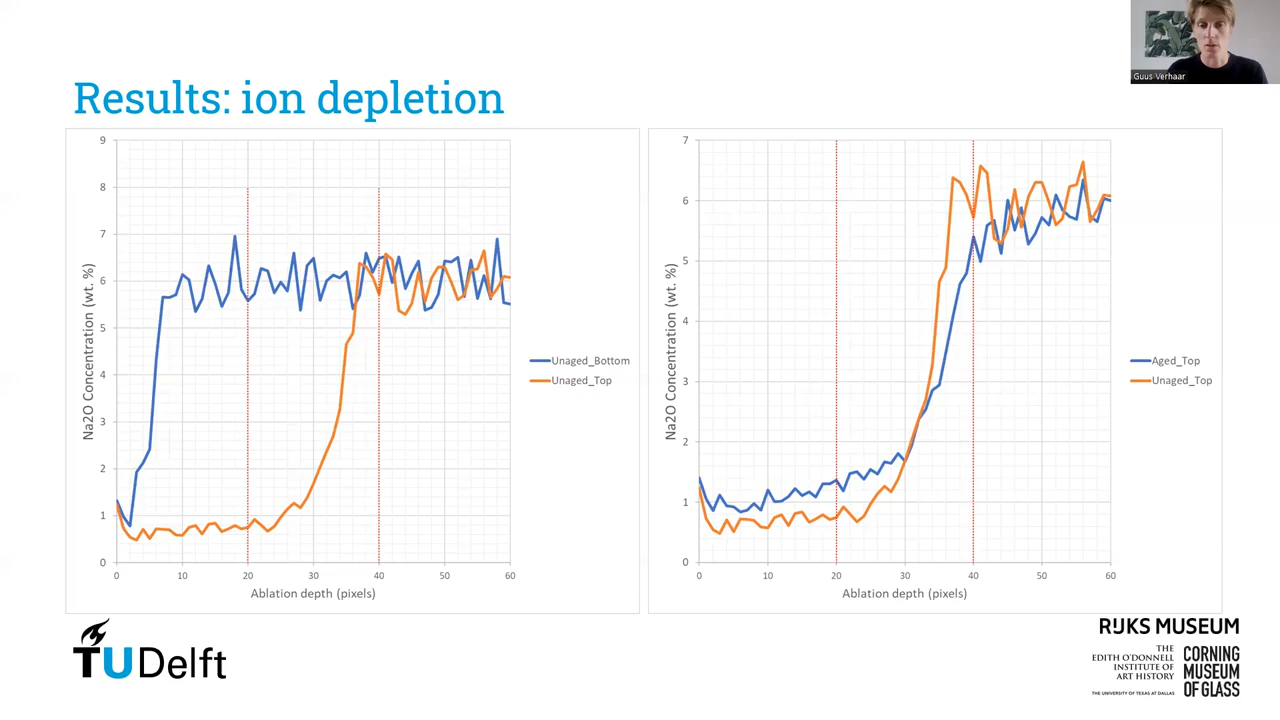 Guus Verhaar
Results: ion depletion
9
8
7
6
5
4
3
2
1
0
Na2O Concentration (wt. %)
0 10 20 30 40 50 60
Ablation depth (pixels)
Unaged_Bottom
Unaged_Top
7
6
5
4
3
2
1
0
Na2O Concentration (wt. %)
0 10 20 30 40 50 60
Ablation depth (pixels)
Aged_Top
Unaged_Top
TU Delft
RIJKS MUSEUM
THE
EDITH O'DONNELL
INSTITUTE OF
ART HISTORY
THE UNIVERSITY OF TEXAS AT DALLAS
CORNING
MUSEUM
OF GLASS